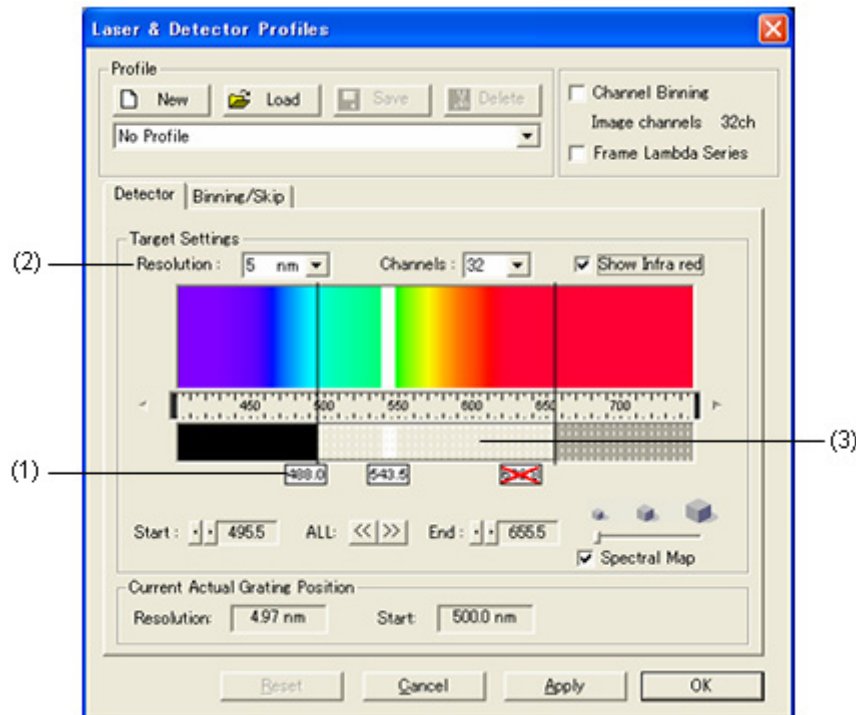 Laser & Detector Profiles
Profile
New Load Save Delete
No Profile
Channel Binning
Image channels 32ch
Frame Lambda Series
Detector Binning/Skip
Target Settings
(2)
Resolution : 5 nm Channels : 32 Show Infra red
450 500 550 600 650 700
(3)
(1)
488.0 543.5
Start : 495.5 ALL: << >> End : 655.5
Spectral Map
Current Actual Grating Position
Resolution: 4.97 nm Start: 500.0 nm
Reset Cancel Apply OK